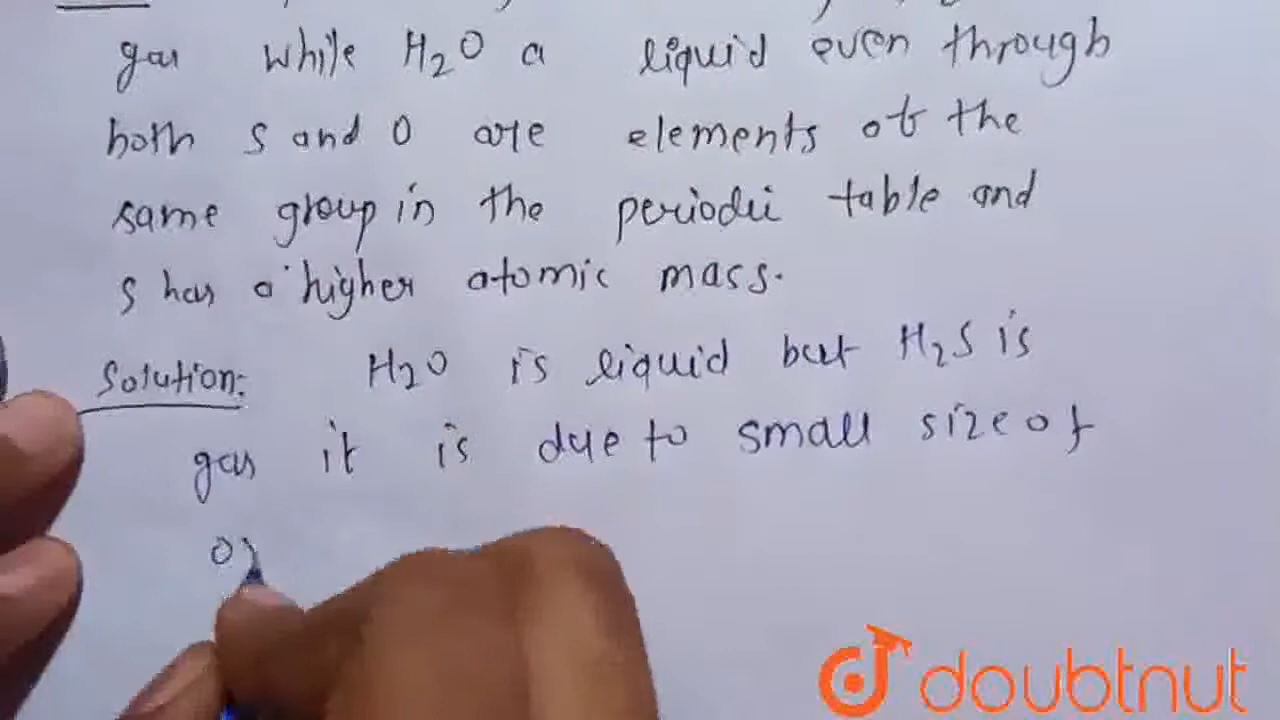 gas while H2O a liquid even through
both S and O are elements of the
same group in the periodic table and
S has a higher atomic mass.
Solution: H2O is liquid but H2S is
gas it is due to small size of
ox
doubtnut